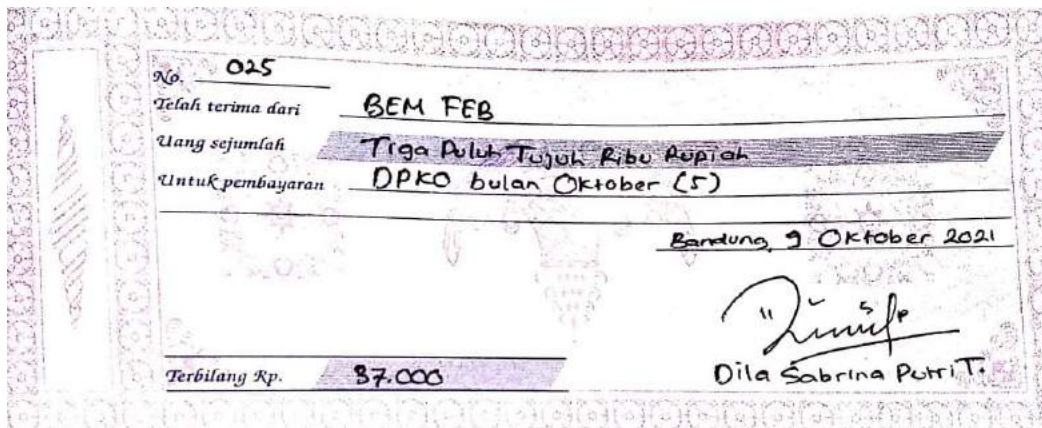 No. 025
Telah terima dari BEM FEB
Uang sejumlah Tiga Puluh Tujuh Ribu Rupiah
Untuk pembayaran DPKO bulan Oktober (5)
Bandung, 9 Oktober 2021
Terbilang Rp. 37.000
Dila Sabrina Putri T.